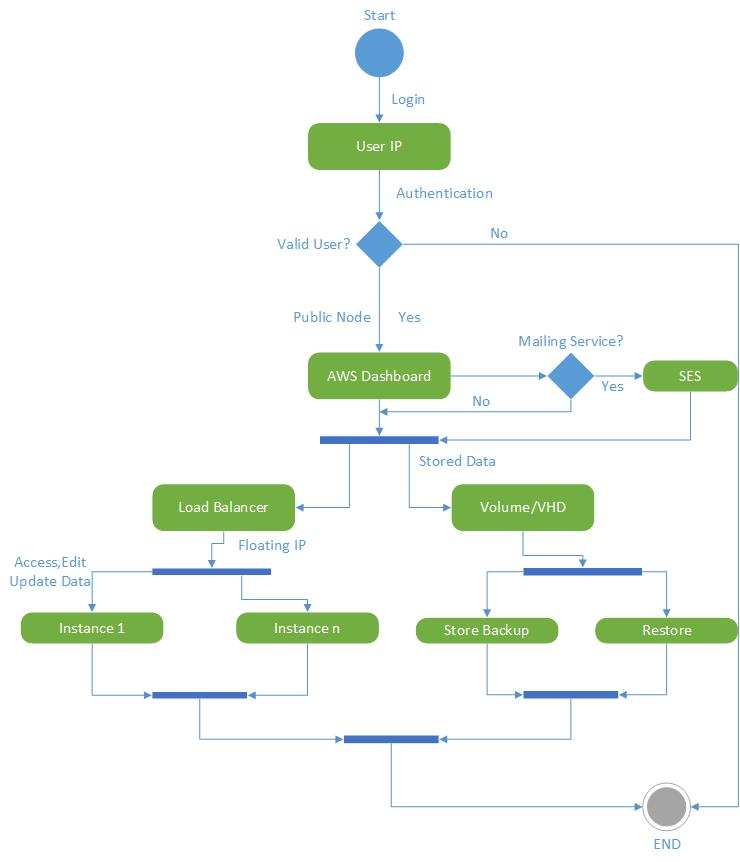 Start
Login
User IP
Authentication
Valid User?
No
Public Node
Yes
Mailing Service?
AWS Dashboard
SES
Yes
No
Stored Data
Load Balancer
Volume/VHD
Floating IP
Access,Edit
Update Data
Instance 1
Instance n
Store Backup
Restore
END